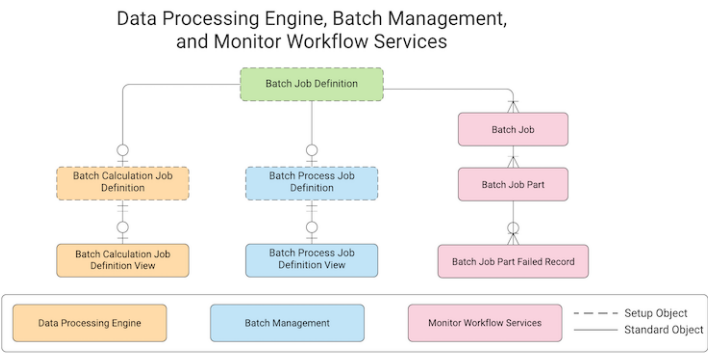 Data Processing Engine, Batch Management,
and Monitor Workflow Services
Batch Job Definition
Batch Job
Batch Calculation Job
Definition
Batch Process Job
Definition
Batch Job Part
Batch Calculation Job
Definition View
Batch Process Job
Definition View
Batch Job Part Failed Record
Data Processing Engine
Batch Management
Monitor Workflow Services
Setup Object
Standard Object